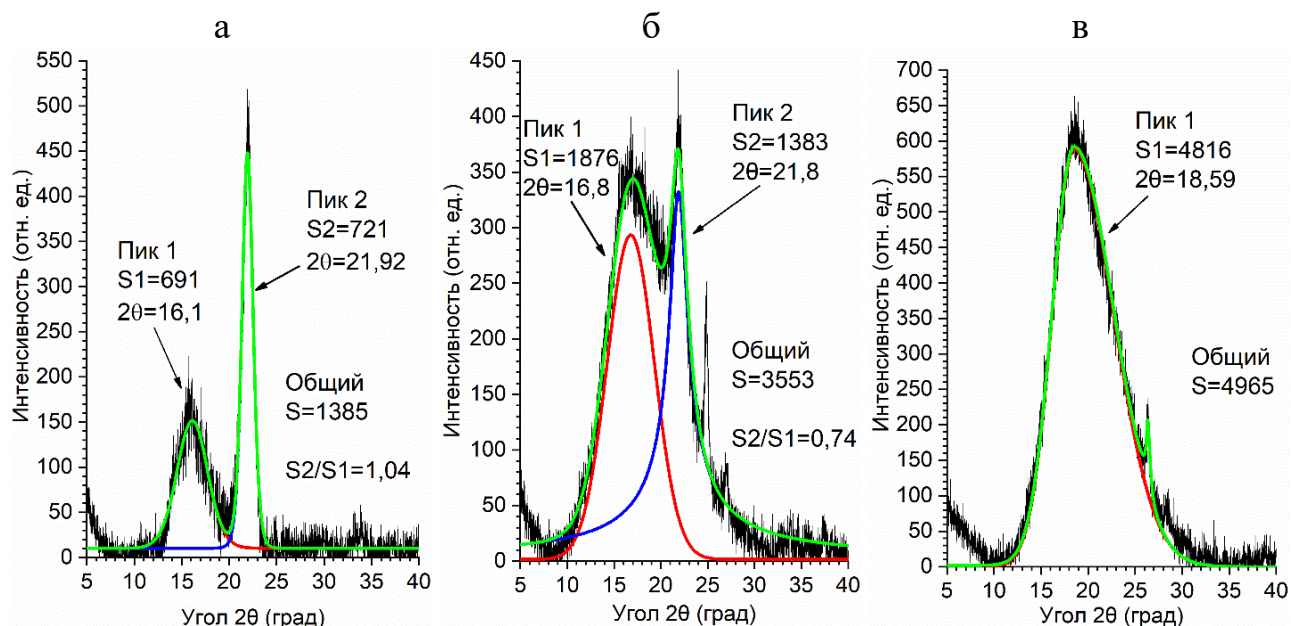 а
550
500
450
400
350
300
250
200
150
100
50
0
Интенсивность (отн. ед.)
Пик 1
S1=691
2θ=16,1
Пик 2
S2=721
2θ=21,92
Общий
S=1385
S2/S1=1,04
5 10 15 20 25 30 35 40
Угол 2θ (град)
б
450
400
350
300
250
200
150
100
50
0
Интенсивность (отн. ед.)
Пик 1
S1=1876
2θ=16,8
Пик 2
S2=1383
2θ=21,8
Общий
S=3553
S2/S1=0,74
5 10 15 20 25 30 35 40
Угол 2θ (град)
в
700
650
600
550
500
450
400
350
300
250
200
150
100
50
0
Интенсивность (отн. ед.)
Пик 1
S1=4816
2θ=18,59
Общий
S=4965
5 10 15 20 25 30 35 40
Угол 2θ (град)